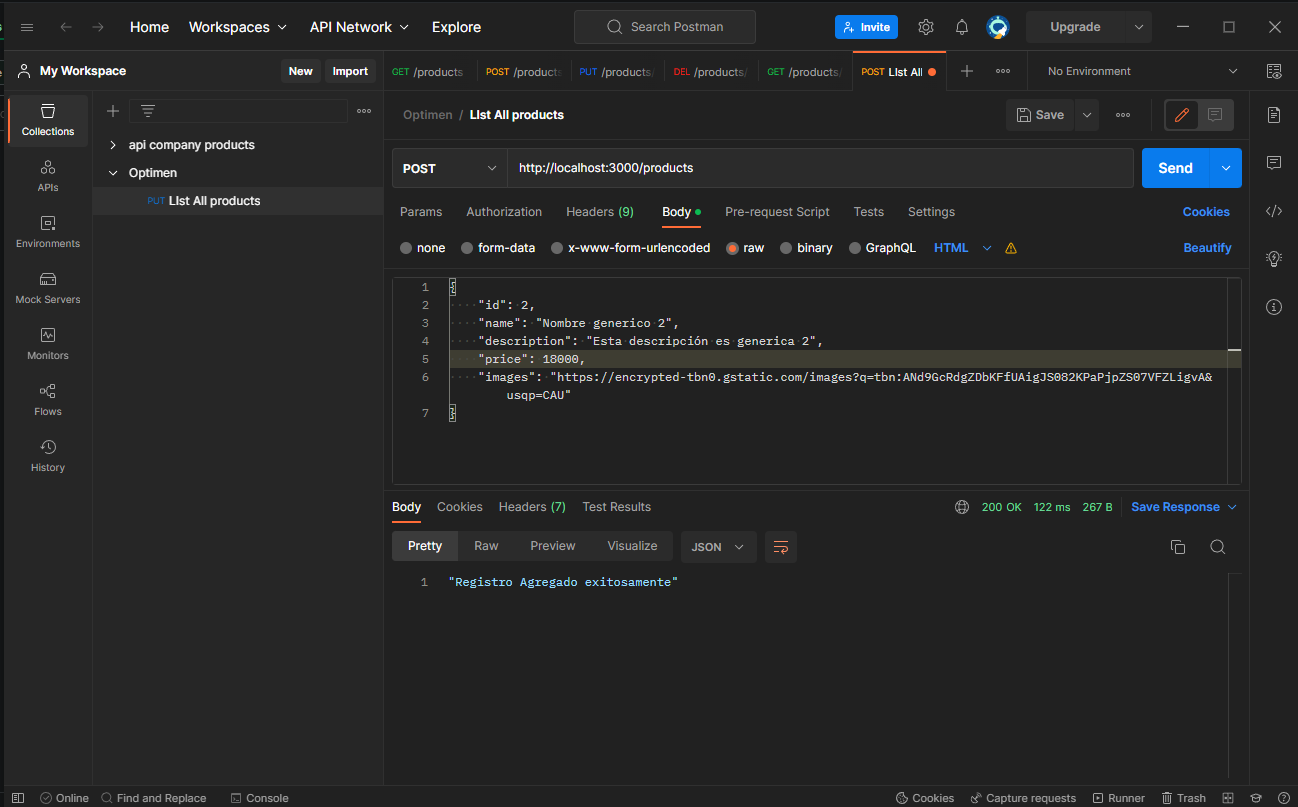 Home Workspaces API Network Explore Search Postman Invite Upgrade
My Workspace New Import GET /products POST /products PUT /products/ DEL /products/ GET /products/ POST LIst All No Environment
Collections
APIs
Environments
Mock Servers
Monitors
Flows
History
api company products
Optimen
PUT LIst All products
Optimen / LIst All products Save
POST http://localhost:3000/products Send
Params Authorization Headers (9) Body Pre-request Script Tests Settings Cookies
none form-data x-www-form-urlencoded raw binary GraphQL HTML Beautify
1 {
2 "id": 2,
3 "name": "Nombre generico 2",
4 "description": "Esta descripción es generica 2",
5 "price": 18000,
6 "images": "https://encrypted-tbn0.gstatic.com/images?q=tbn:ANd9GcRdgZDbKFfUAigJS082KPaPjpZS07VFZLigvA&
usqp=CAU"
7 }
Body Cookies Headers (7) Test Results 200 OK 122 ms 267 B Save Response
Pretty Raw Preview Visualize JSON
1 "Registro Agregado exitosamente"
Online Find and Replace Console Cookies Capture requests Runner Trash